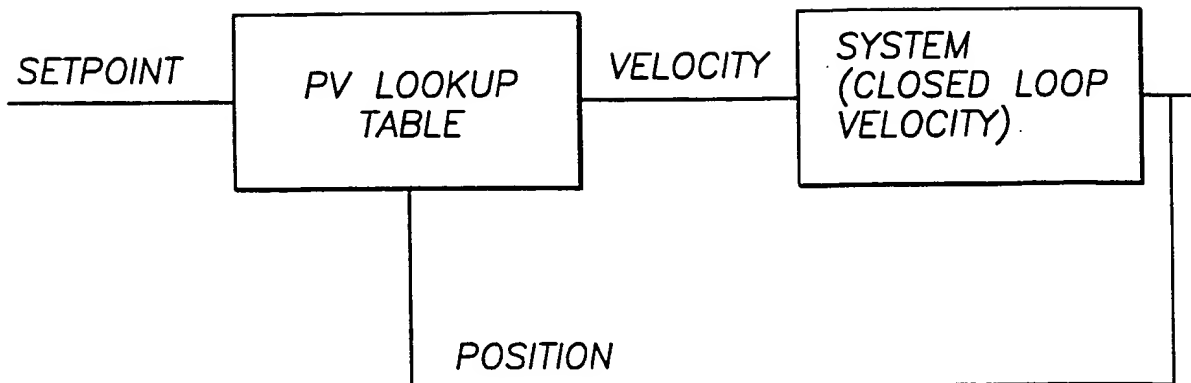 SETPOINT
PV LOOKUP
TABLE
VELOCITY
SYSTEM
(CLOSED LOOP
VELOCITY)
POSITION